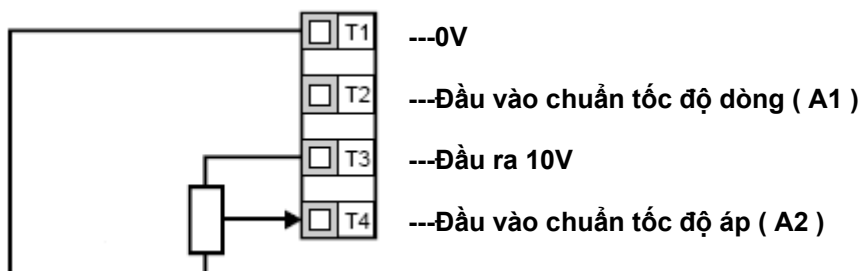 T1 ---0V
T2 ---Đầu vào chuẩn tốc độ dòng ( A1 )
T3 ---Đầu ra 10V
T4 ---Đầu vào chuẩn tốc độ áp ( A2 )